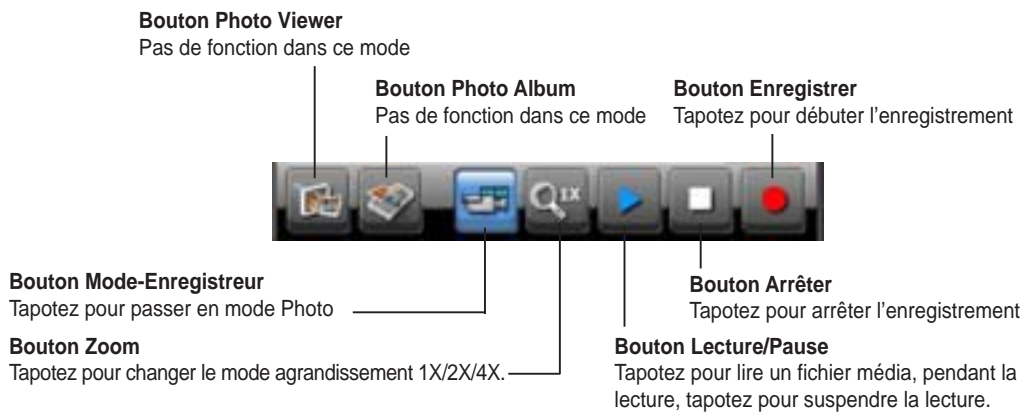 Bouton Photo Viewer
Pas de fonction dans ce mode
Bouton Photo Album
Pas de fonction dans ce mode
Bouton Enregistrer
Tapotez pour débuter l’enregistrement
1X
Bouton Mode-Enregistreur
Tapotez pour passer en mode Photo
Bouton Zoom
Tapotez pour changer le mode agrandissement 1X/2X/4X.
Bouton Arrêter
Tapotez pour arrêter l’enregistrement
Bouton Lecture/Pause
Tapotez pour lire un fichier média, pendant la
lecture, tapotez pour suspendre la lecture.